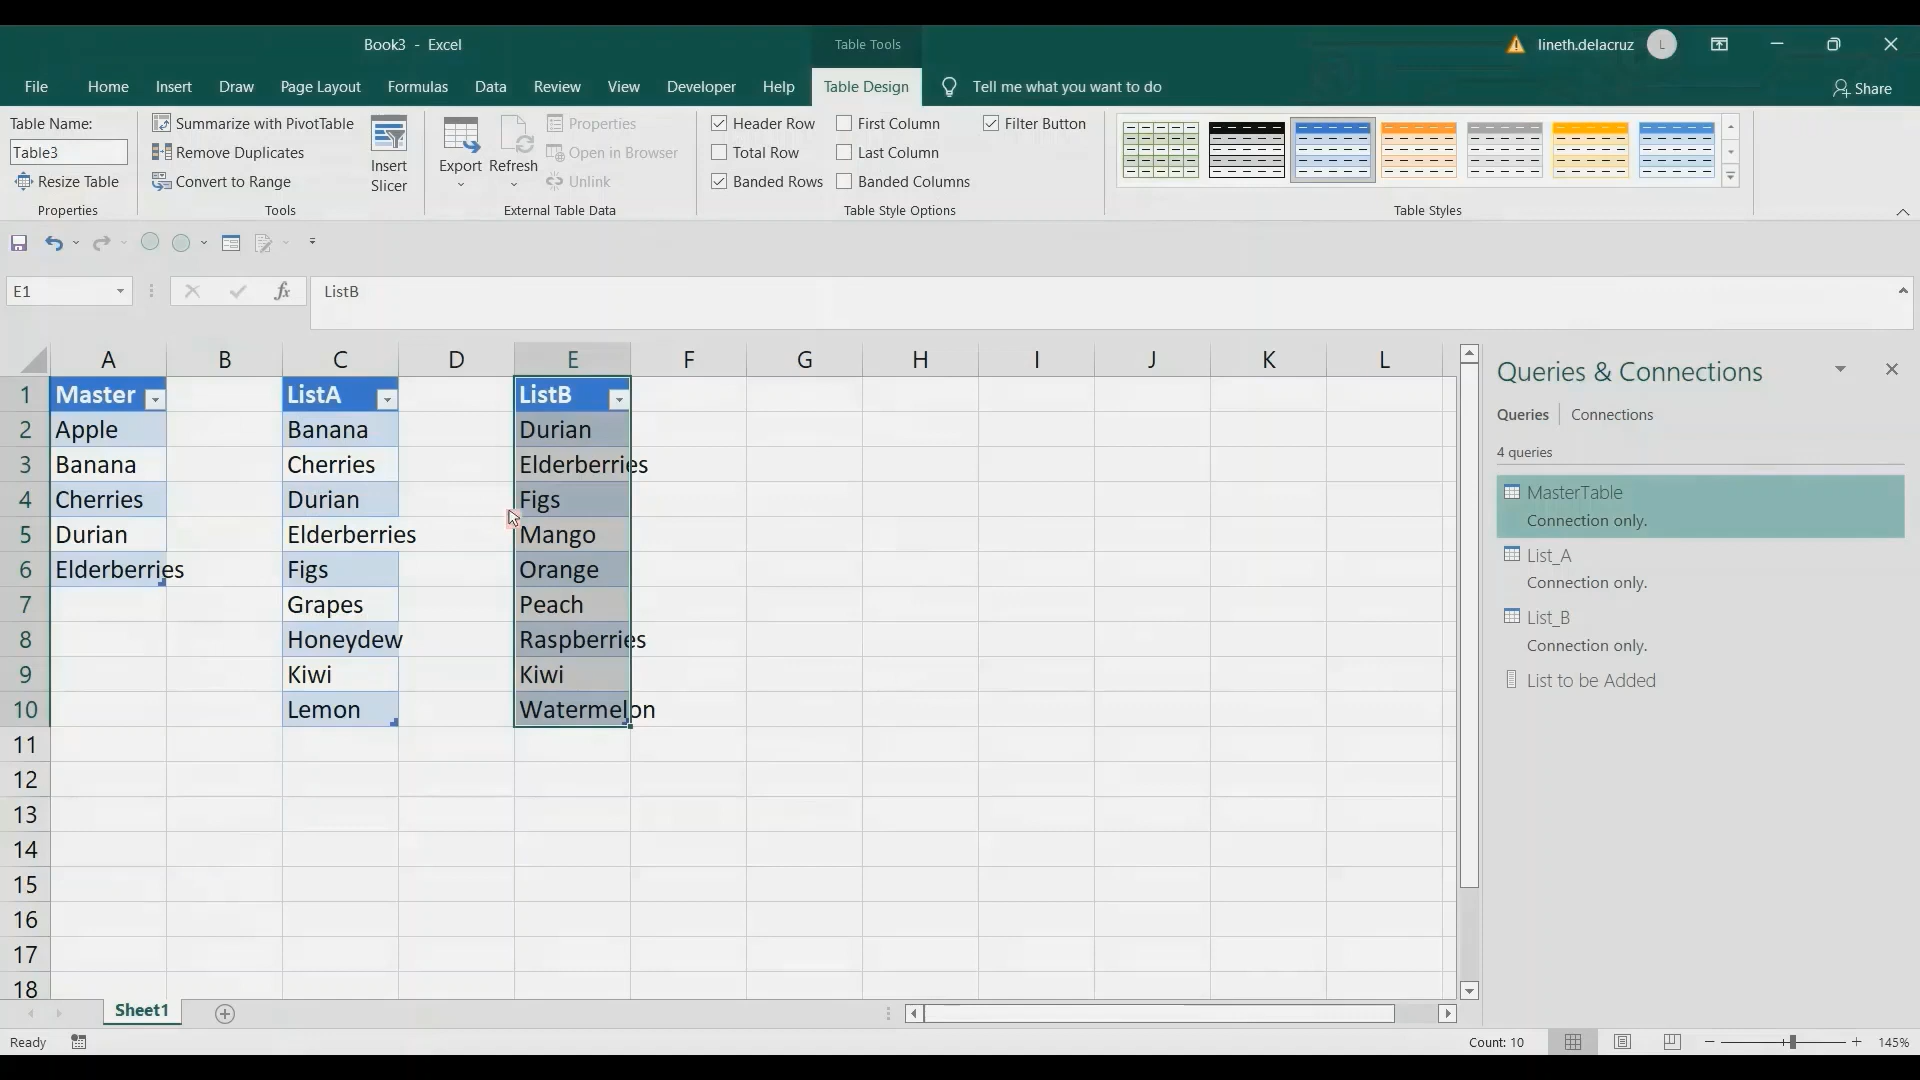 Book3 - Excel
Table Tools
lineth.delacruz
L
File
Home
Insert
Draw
Page Layout
Formulas
Data
Review
View
Developer
Help
Table Design
Tell me what you want to do
Share
Table Name:
Table3
Resize Table
Properties
Summarize with PivotTable
Remove Duplicates
Convert to Range
Tools
Insert
Slicer
Export
Refresh
Properties
Open in Browser
Unlink
External Table Data
Header Row
Total Row
Banded Rows
First Column
Last Column
Banded Columns
Filter Button
Table Style Options
Table Styles
E1
fx
ListB
A B C D E F G H I J K L
1 Master ListA ListB
2 Apple Banana Durian
3 Banana Cherries Elderberries
4 Cherries Durian Figs
5 Durian Elderberries Mango
6 Elderberries Figs Orange
7 Grapes Peach
8 Honeydew Raspberries
9 Kiwi Kiwi
10 Lemon Watermelon
11
12
13
14
15
16
17
18
Queries & Connections
Queries
Connections
4 queries
MasterTable
Connection only.
List_A
Connection only.
List_B
Connection only.
List to be Added
Sheet1
Ready
Count: 10
145%